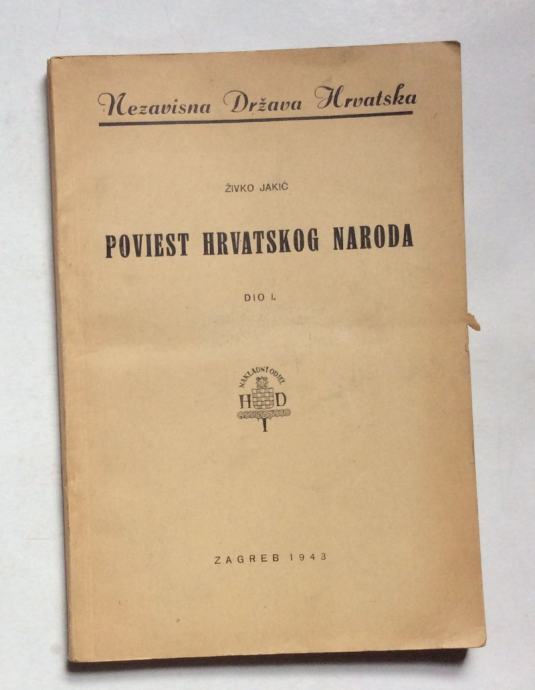 Nezavisna Država Hrvatska
ŽIVKO JAKIĆ
POVIEST HRVATSKOG NARODA
DIO I.
NAKLADNI ODJEL
H D
I
ZAGREB 1943